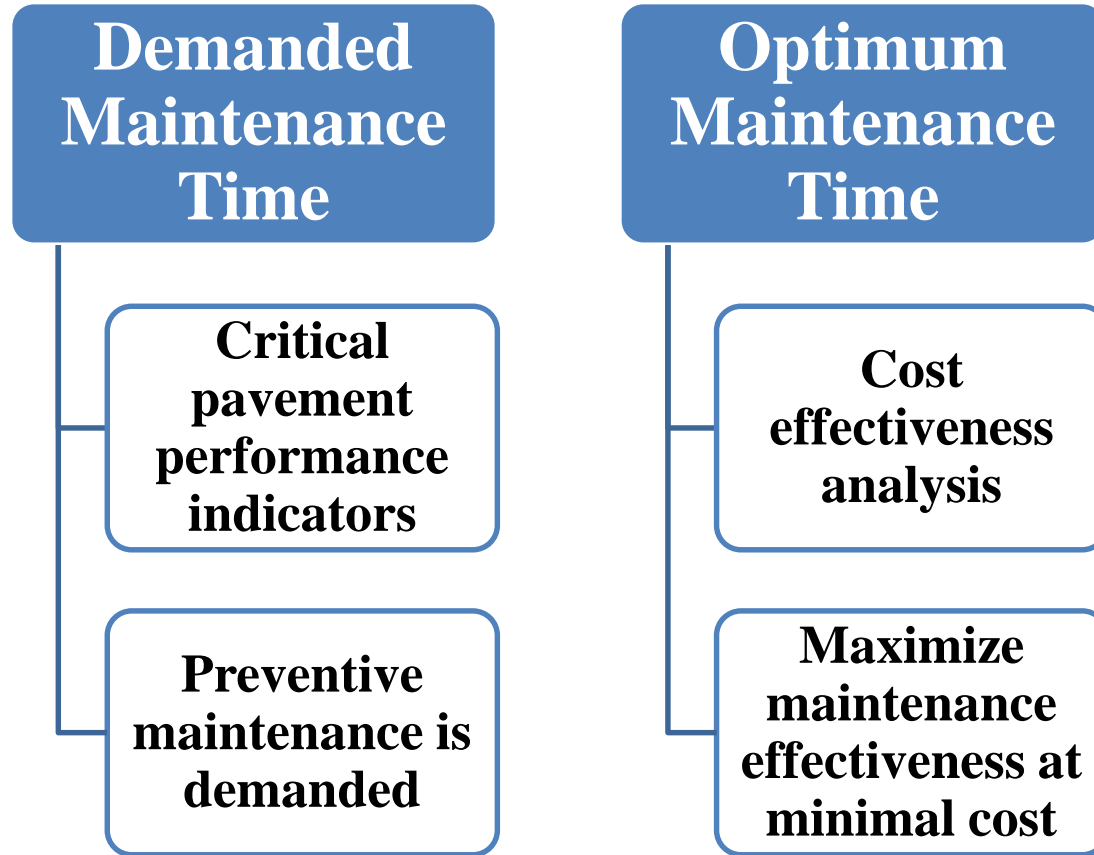 Demanded
Maintenance
Time
Critical
pavement
performance
indicators
Preventive
maintenance is
demanded
Optimum
Maintenance
Time
Cost
effectiveness
analysis
Maximize
maintenance
effectiveness at
minimal cost